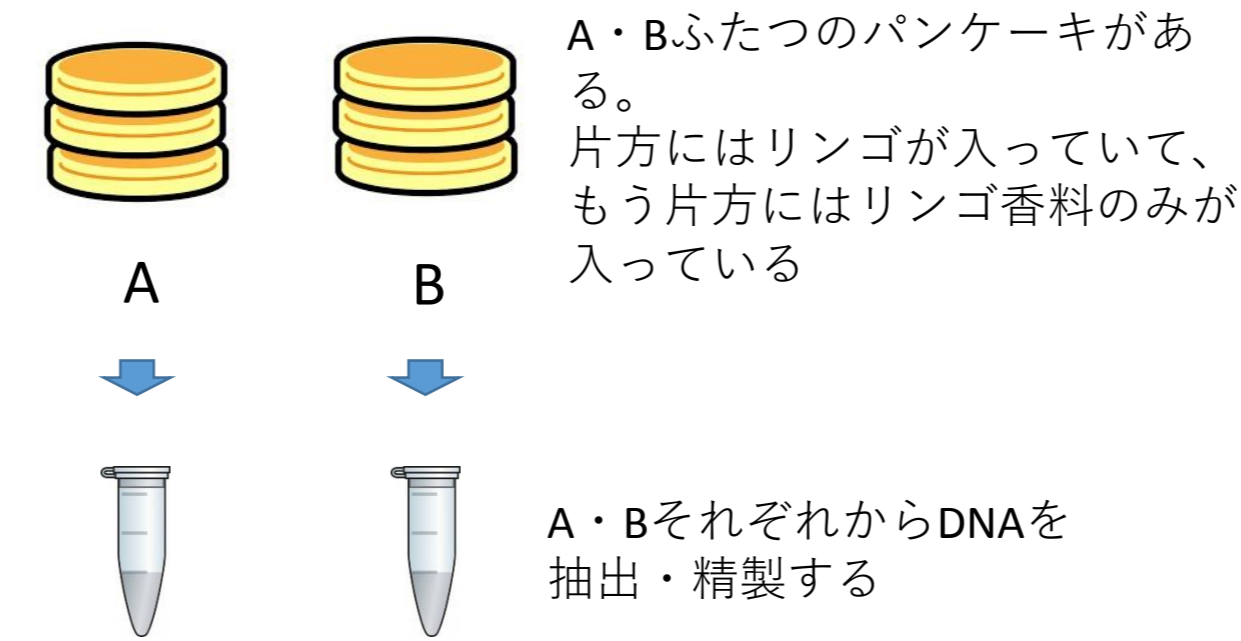 A・Bふたつのパンケーキがあ
る。
片方にはリンゴが入っていて、
もう片方にはリンゴ香料のみが
入っている
A
B
A・BそれぞれからDNAを
抽出・精製する